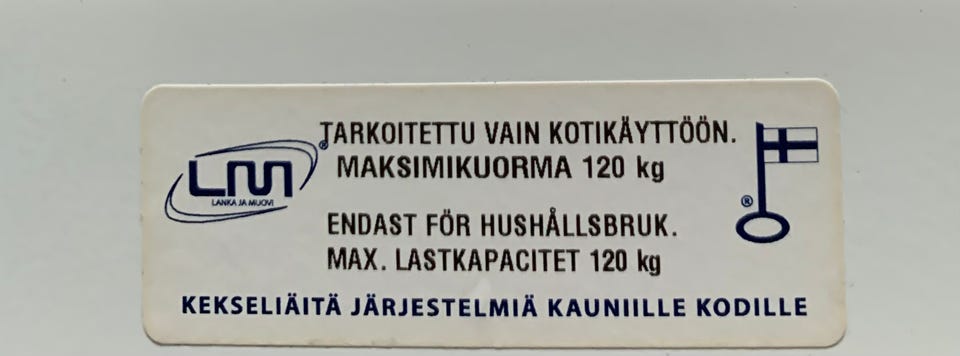 TARKOITETTU VAIN KOTIKÄYTTÖÖN.
MAKSIMIKUORMA 120 kg
LM®
LANKA JA MUOVI
ENDAST FÖR HUSHÅLLSBRUK.
MAX. LASTKAPACITET 120 kg
®
KEKSELIÄITÄ JÄRJESTELMIÄ KAUNIILLE KODILLE